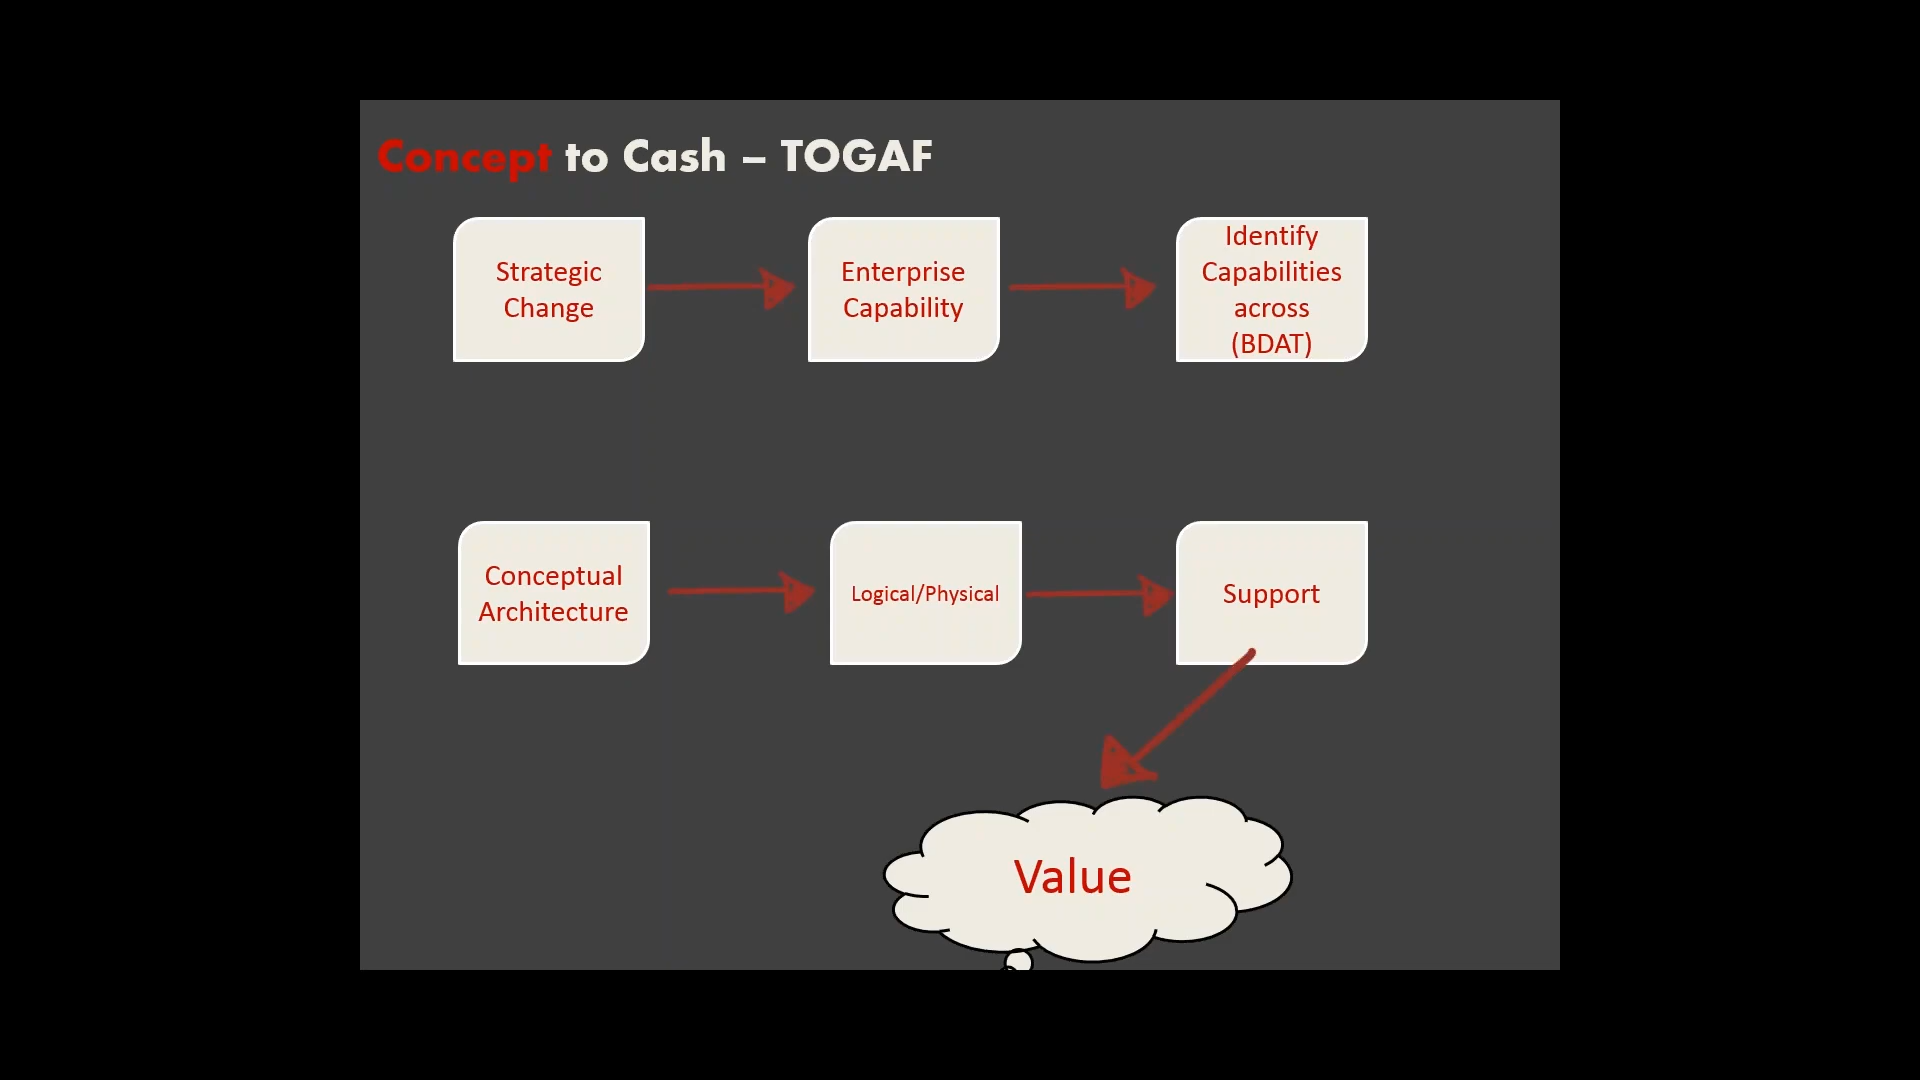 Concept to Cash – TOGAF
Strategic
Change
Enterprise
Capability
Identify
Capabilities
across
(BDAT)
Conceptual
Architecture
Logical/Physical
Support
Value